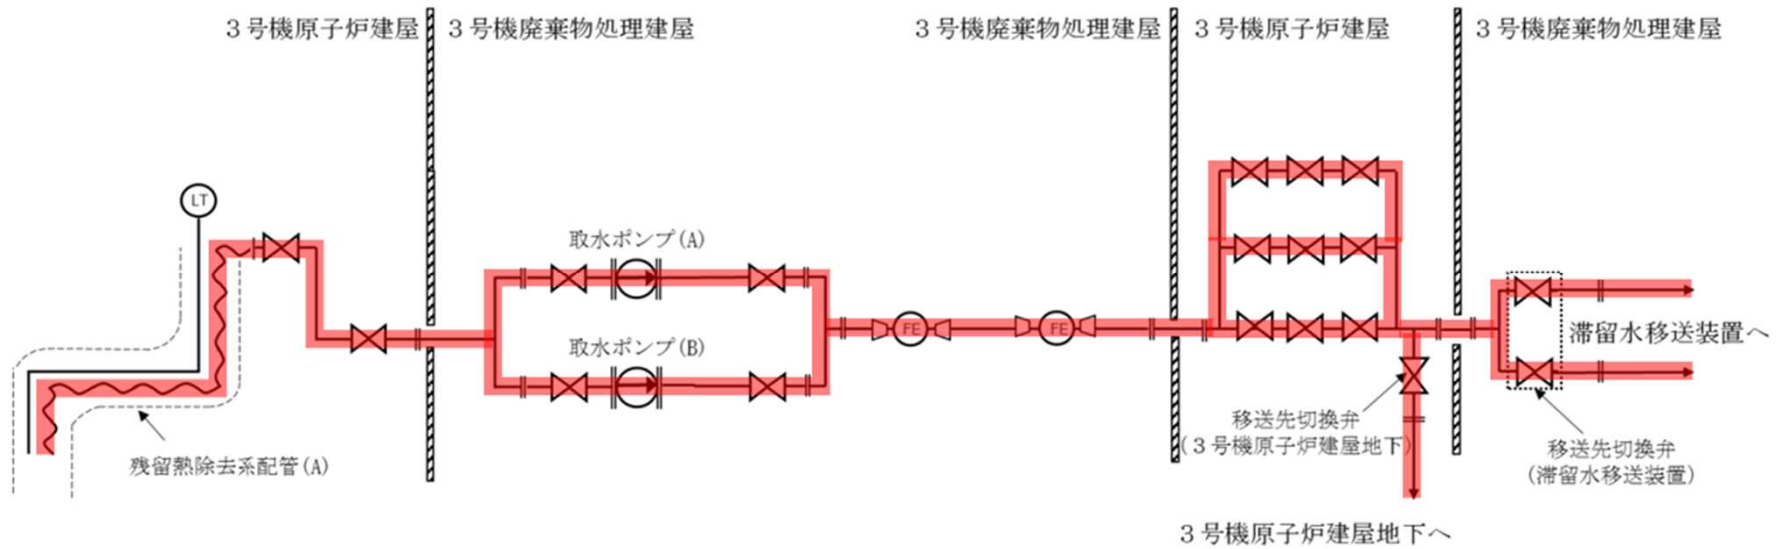 ３号機原子炉建屋
３号機廃棄物処理建屋
３号機廃棄物処理建屋
３号機原子炉建屋
３号機廃棄物処理建屋
LT
取水ポンプ(A)
取水ポンプ(B)
FE
FE
滞留水移送装置へ
移送先切換弁
(３号機原子炉建屋地下)
移送先切換弁
(滞留水移送装置)
残留熱除去系配管(A)
３号機原子炉建屋地下へ